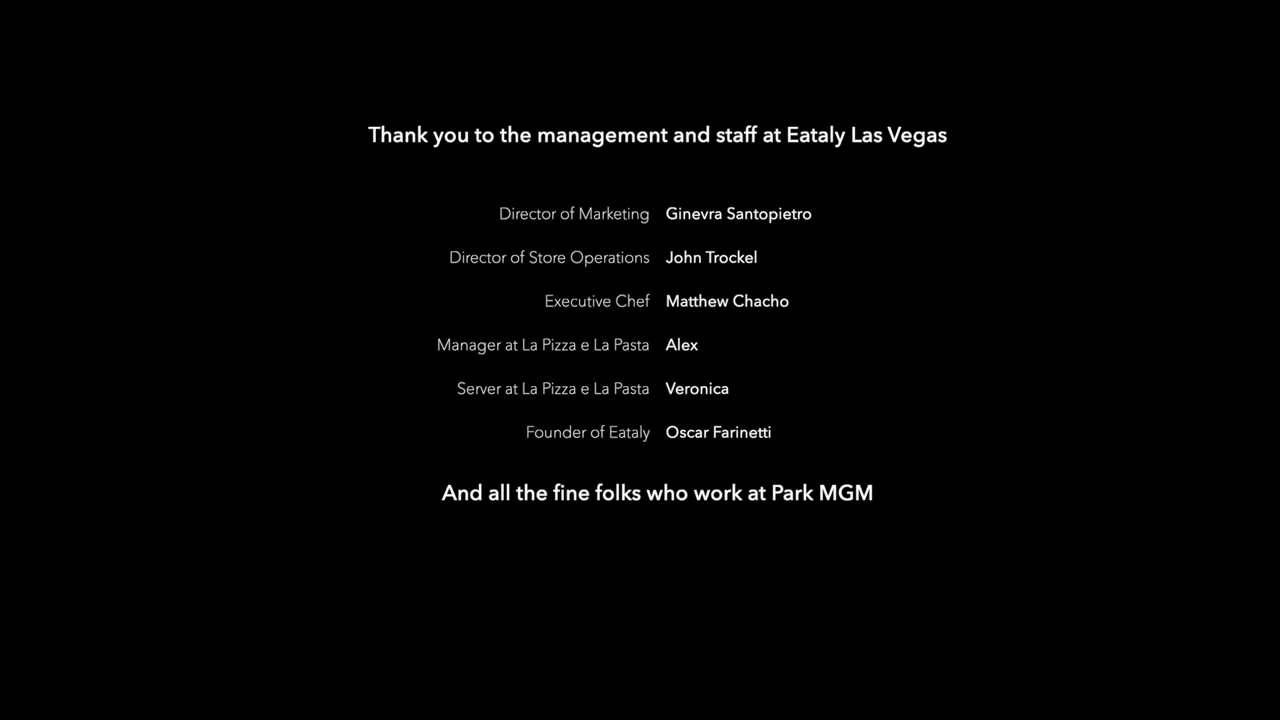 Thank you to the management and staff at Eataly Las Vegas
Director of Marketing Ginevra Santopietro
Director of Store Operations John Trockel
Executive Chef Matthew Chacho
Manager at La Pizza e La Pasta Alex
Server at La Pizza e La Pasta Veronica
Founder of Eataly Oscar Farinetti
And all the fine folks who work at Park MGM